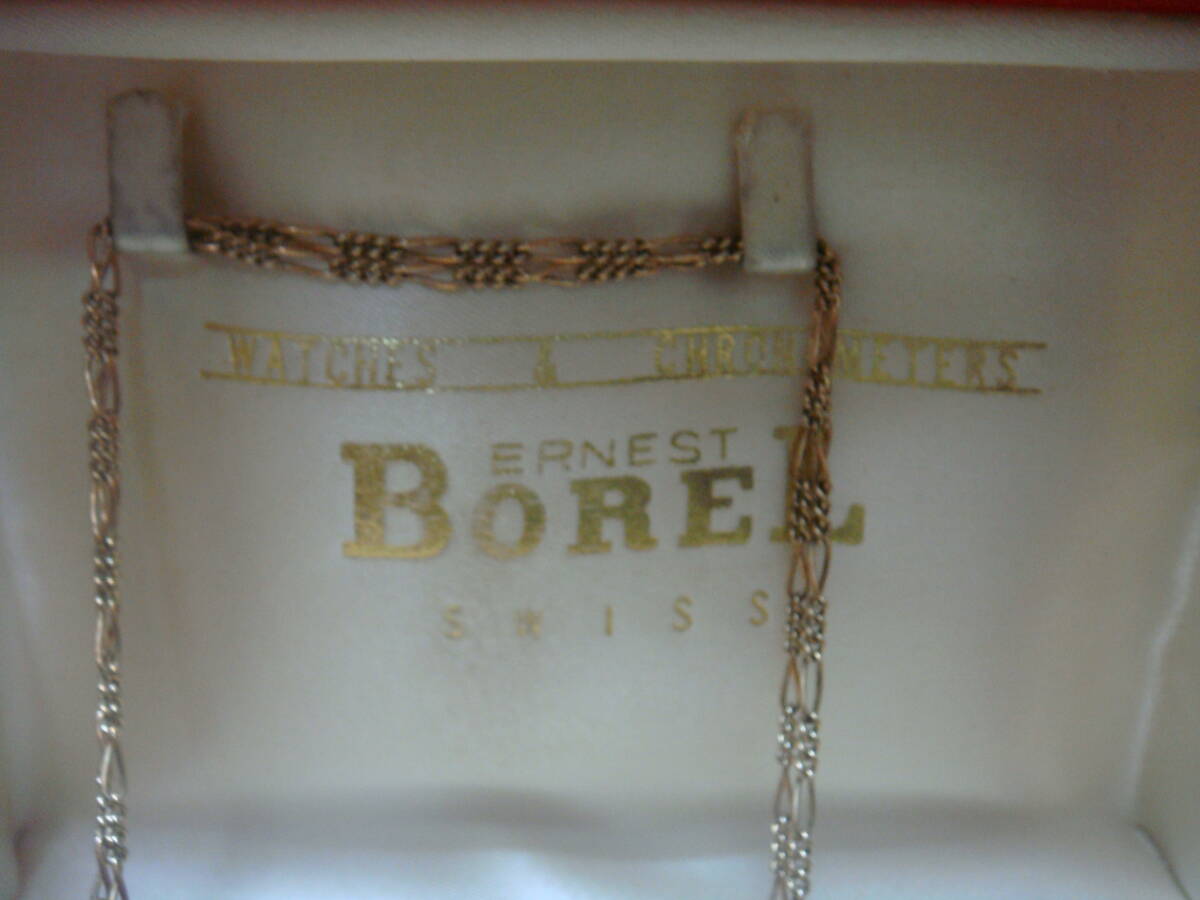 WATCHES & CHRONOMETERS
ERNEST
BOREL
SWISS